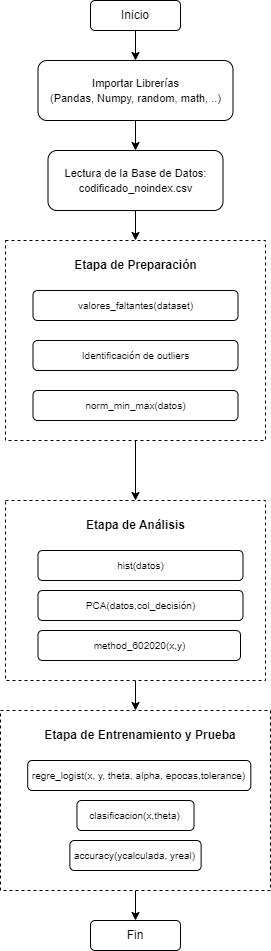 Inicio
Importar Librerías
(Pandas, Numpy, random, math, ..)
Lectura de la Base de Datos:
codificado_noindex.csv
Etapa de Preparación
valores_faltantes(dataset)
Identificación de outliers
norm_min_max(datos)
Etapa de Análisis
hist(datos)
PCA(datos,col_decisión)
method_602020(x,y)
Etapa de Entrenamiento y Prueba
regre_logist(x, y, theta, alpha, epocas,tolerance)
clasificacion(x,theta)
accuracy(ycalculada, yreal)
Fin